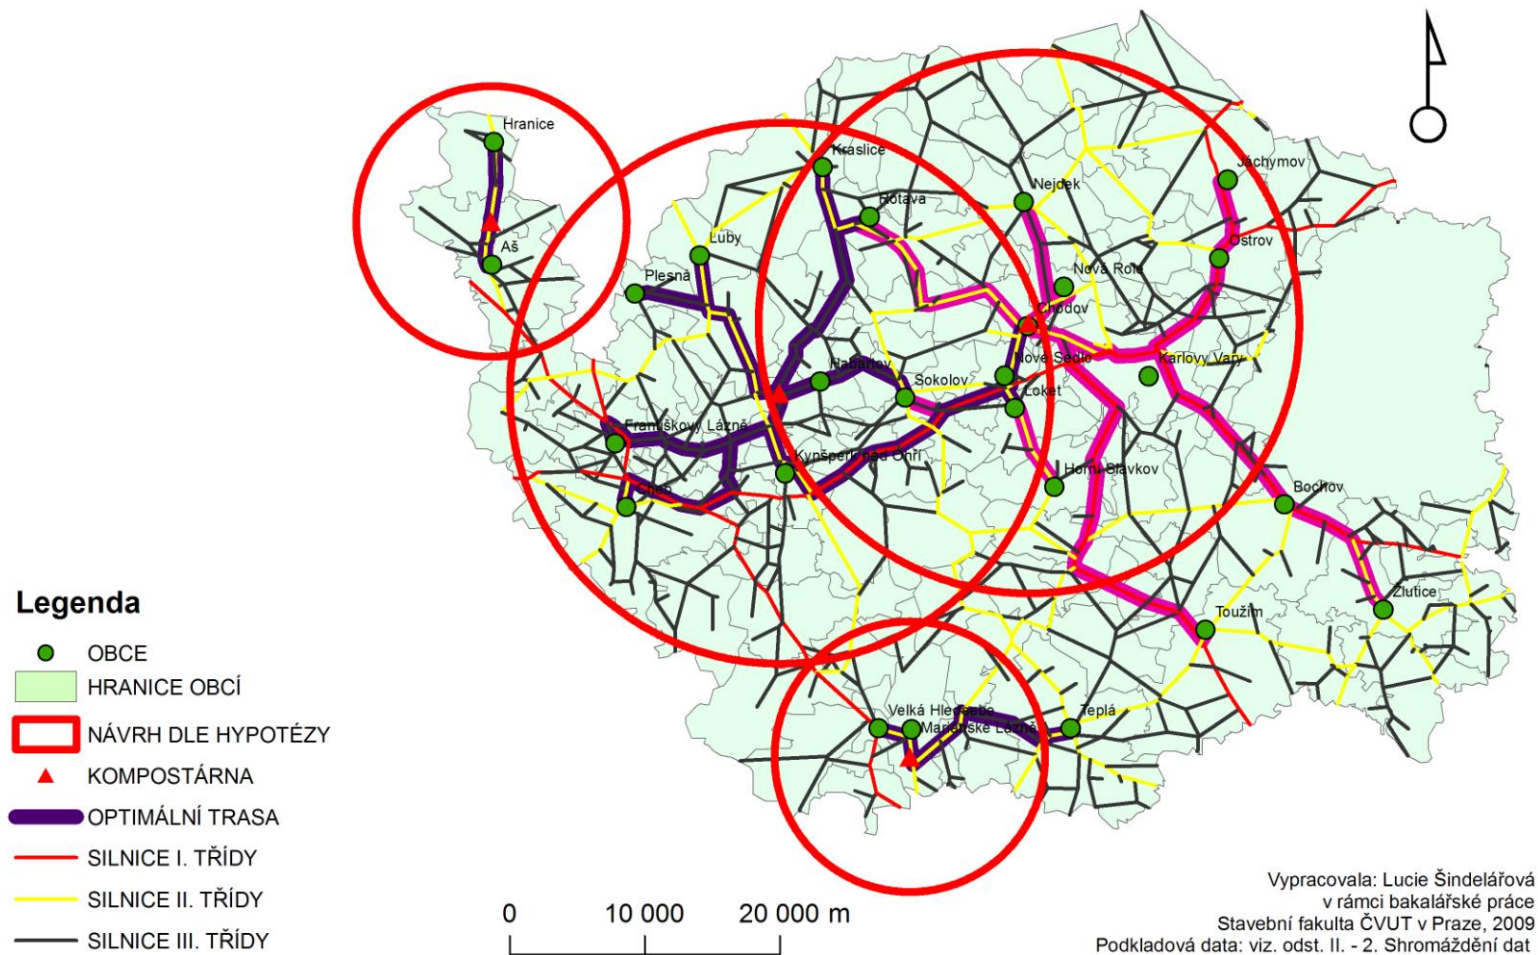 Hranice
Kraslice
Jáchymov
Nejdek
Rotava
Aš
Luby
Ostrov
Plesná
Nová Role
Chodov
Habartov
Nové Sedlo
Karlovy Vary
Sokolov
Loket
Františkovy Lázně
Kynšperk nad Ohří
Horní Slavkov
Cheb
Bochov
Žlutice
Toužim
Velká Hleďsebe
Teplá
Mariánské Lázně
Legenda
OBCE
HRANICE OBCÍ
NÁVRH DLE HYPOTÉZY
KOMPOSTÁRNA
OPTIMÁLNÍ TRASA
SILNICE I. TŘÍDY
SILNICE II. TŘÍDY
SILNICE III. TŘÍDY
0 10 000 20 000 m
Vypracovala: Lucie Šindelářová
v rámci bakalářské práce
Stavební fakulta ČVUT v Praze, 2009
Podkladová data: viz. odst. II. - 2. Shromáždění dat